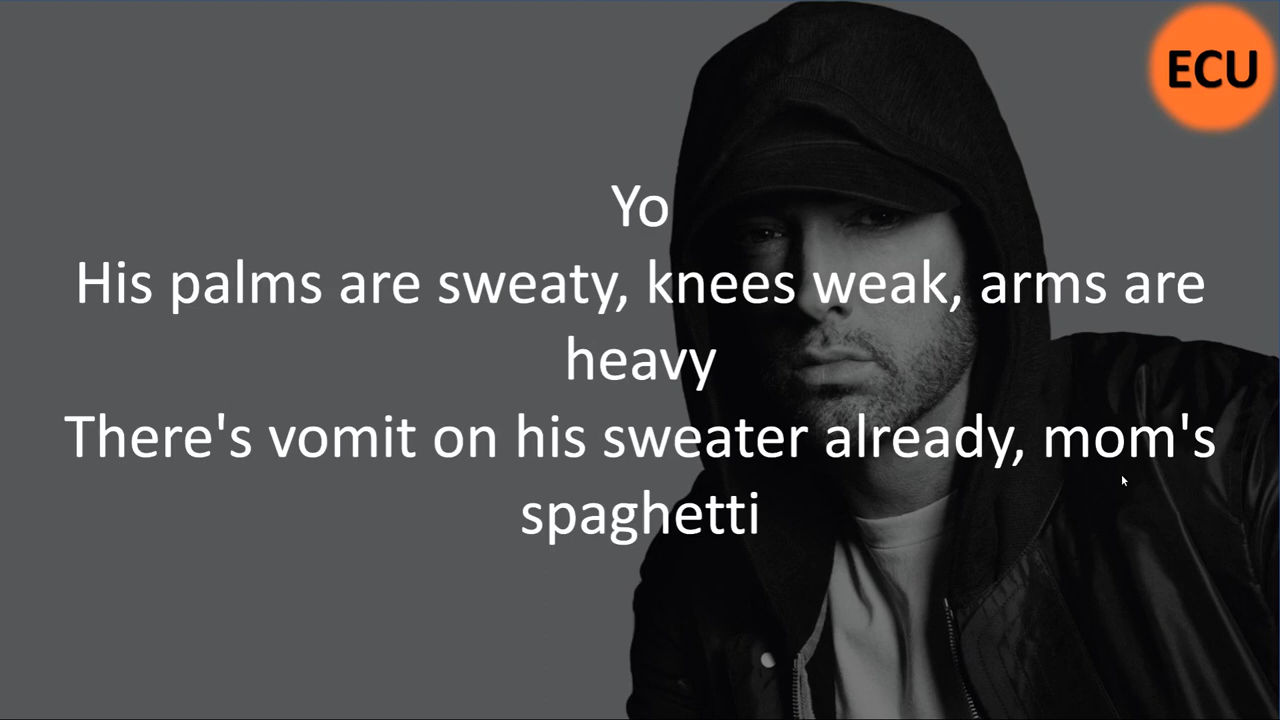 ECU
Yo
His palms are sweaty, knees weak, arms are
heavy
There's vomit on his sweater already, mom's
spaghetti